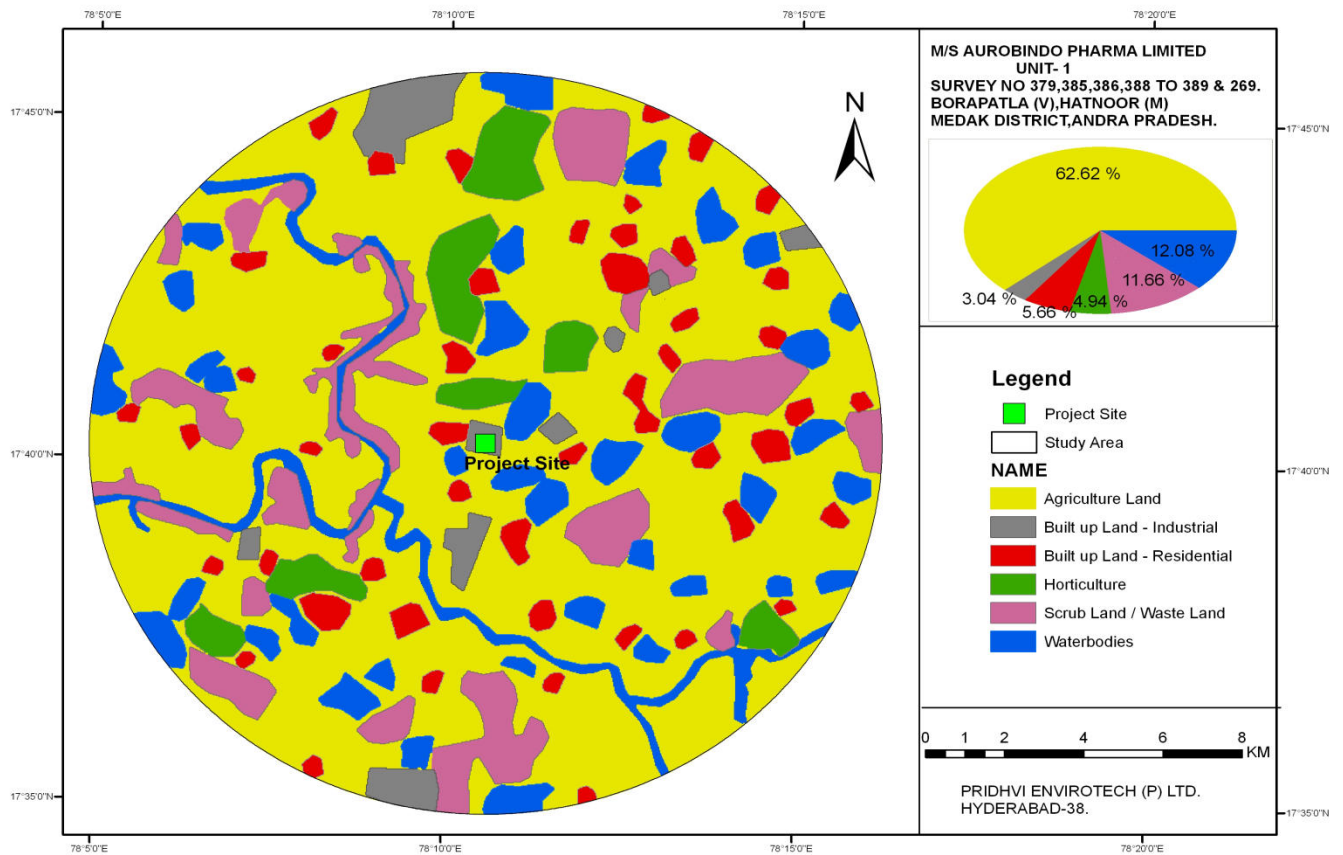 78°5'0"E
78°10'0"E
78°15'0"E
78°20'0"E
17°45'0"N
17°40'0"N
17°35'0"N
N
Project Site
M/S AUROBINDO PHARMA LIMITED
UNIT- 1
SURVEY NO 379,385,386,388 TO 389 & 269.
BORAPATLA (V),HATNOOR (M)
MEDAK DISTRICT,ANDRA PRADESH.
62.62 %
12.08 %
11.66 %
4.94 %
5.66 %
3.04 %
17°45'0"N
17°40'0"N
17°35'0"N
Legend
Project Site
Study Area
NAME
Agriculture Land
Built up Land - Industrial
Built up Land - Residential
Horticulture
Scrub Land / Waste Land
Waterbodies
0 1 2 4 6 8
KM
PRIDHVI ENVIROTECH (P) LTD.
HYDERABAD-38.
78°5'0"E
78°10'0"E
78°15'0"E
78°20'0"E